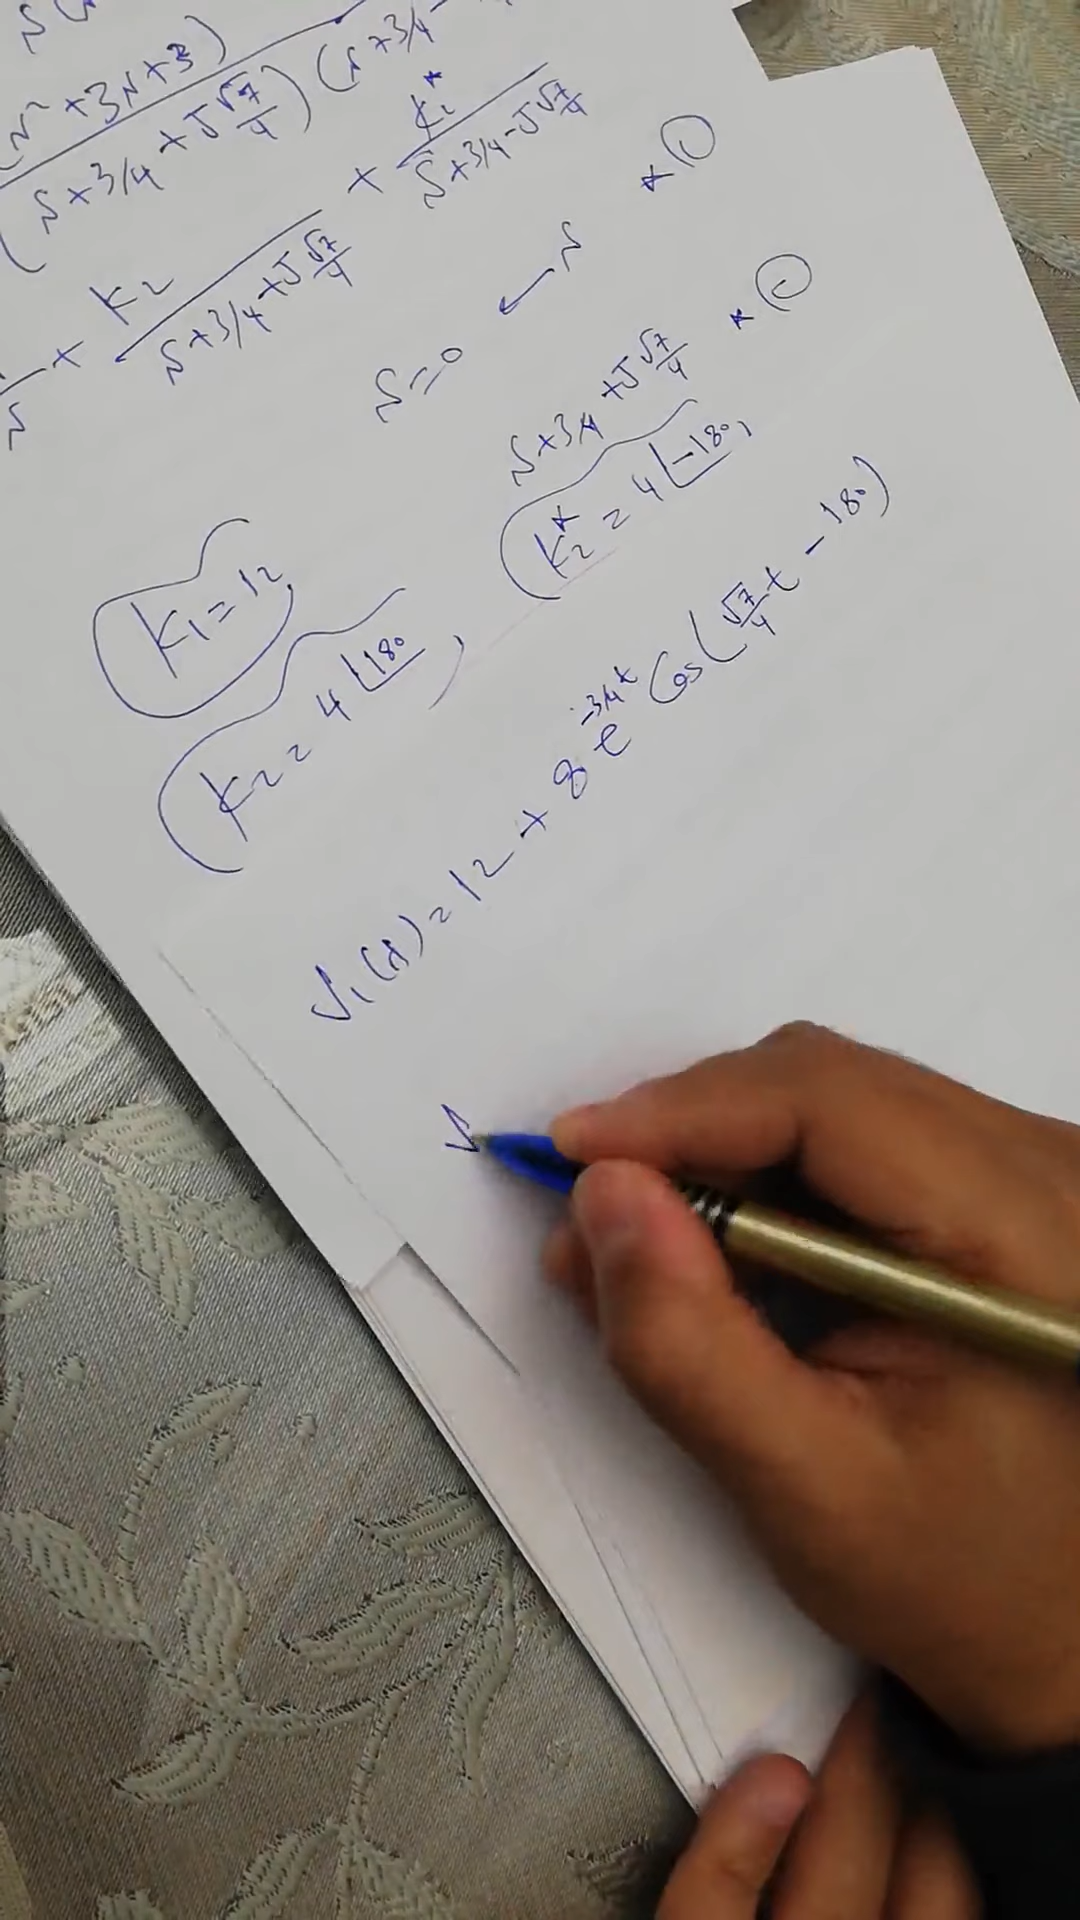 s² + 3s + 3)
(s + 3/4 + J √7/4) (s + 3/4 -
s + K2 / s + 3/4 + J √7/4 + K2* / s + 3/4 - J √7/4
s = 0 ← s * ①
s + 3/4 + J √7/4 * ②
K1 = 12,
K2 = 4 ∠180, K2* = 4 ∠-180,
V1(t) = 12 + 8 e^-3/4t Cos(√7/4 t - 180)
V